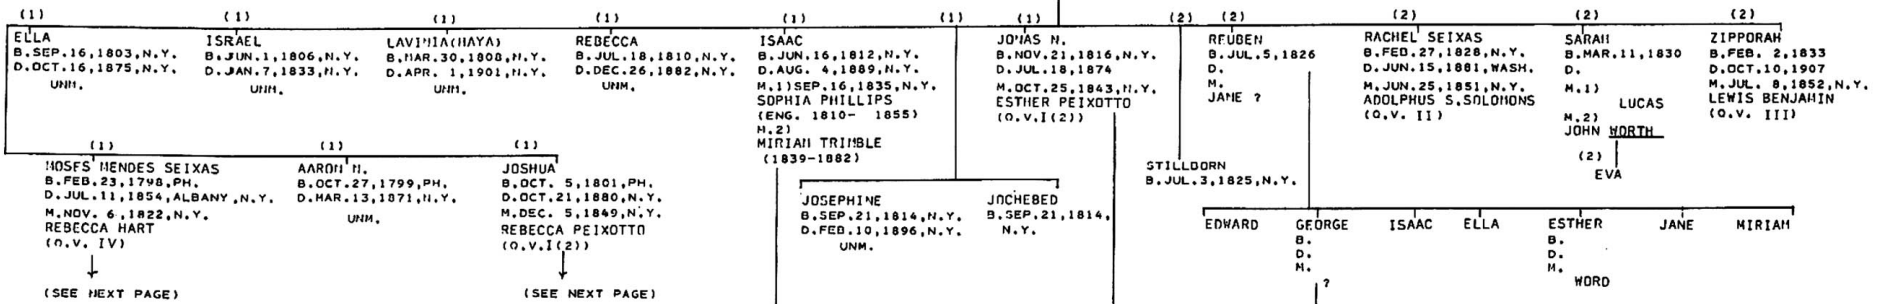 (1) (1) (1) (1) (1) (1) (1) (2) (2) (2) (2) (2)
ELLA
B.SEP.16,1803,N.Y.
D.OCT.16,1875,N.Y.
UNM.
ISRAEL
B.JUN.1,1806,N.Y.
D.JAN.7,1833,N.Y.
UNM.
LAVINIA(HAYA)
B.MAR.30,1808,N.Y.
D.APR. 1,1901,N.Y.
UNM.
REBECCA
B.JUL.18,1810,N.Y.
D.DEC.26,1882,N.Y.
UNM.
ISAAC
B.JUN.16,1812,N.Y.
D.AUG. 4,1889,N.Y.
M.1)SEP.16,1835,N.Y.
SOPHIA PHILLIPS
(ENG. 1810- 1855)
M.2)
MIRIAM TRIMBLE
(1839-1882)
JONAS N.
B.NOV.21,1816,N.Y.
D.JUL.18,1874
M.OCT.25,1843,N.Y.
ESTHER PEIXOTTO
(Q.V.I(2))
REUBEN
B.JUL.5,1826
D.
M.
JANE ?
RACHEL SEIXAS
B.FEB.27,1828,N.Y.
D.JUN.15,1881,WASH.
M.JUN.25,1851,N.Y.
ADOLPHUS S.SOLOMONS
(Q.V. II)
SARAH
B.MAR.11,1830
D.
M.1)
LUCAS
M.2)
JOHN WORTH
(2)
EVA
ZIPPORAH
B.FEB. 2,1833
D.OCT.10,1907
M.JUL. 8,1852,N.Y.
LEWIS BENJAMIN
(Q.V. III)
(1) (1) (1)
MOSES MENDES SEIXAS
B.FEB.23,1798,PH.
D.JUL.11,1854,ALBANY,N.Y.
M.NOV. 6,1822,N.Y.
REBECCA HART
(Q.V. IV)
(SEE NEXT PAGE)
AARON N.
B.OCT.27,1799,PH.
D.MAR.13,1871,N.Y.
UNM.
JOSHUA
B.OCT. 5,1801,PH.
D.OCT.21,1880,N.Y.
M.DEC. 5,1849,N.Y.
REBECCA PEIXOTTO
(Q.V.I(2))
(SEE NEXT PAGE)
JOSEPHINE
B.SEP.21,1814,N.Y.
D.FEB.10,1896,N.Y.
UNM.
JOCHEBED
B.SEP.21,1814,
N.Y.
STILLBORN
B.JUL.3,1825,N.Y.
EDWARD
GEORGE
B.
D.
M.
?
ISAAC
ELLA
ESTHER
B.
D.
M.
WORD
JANE
MIRIAM